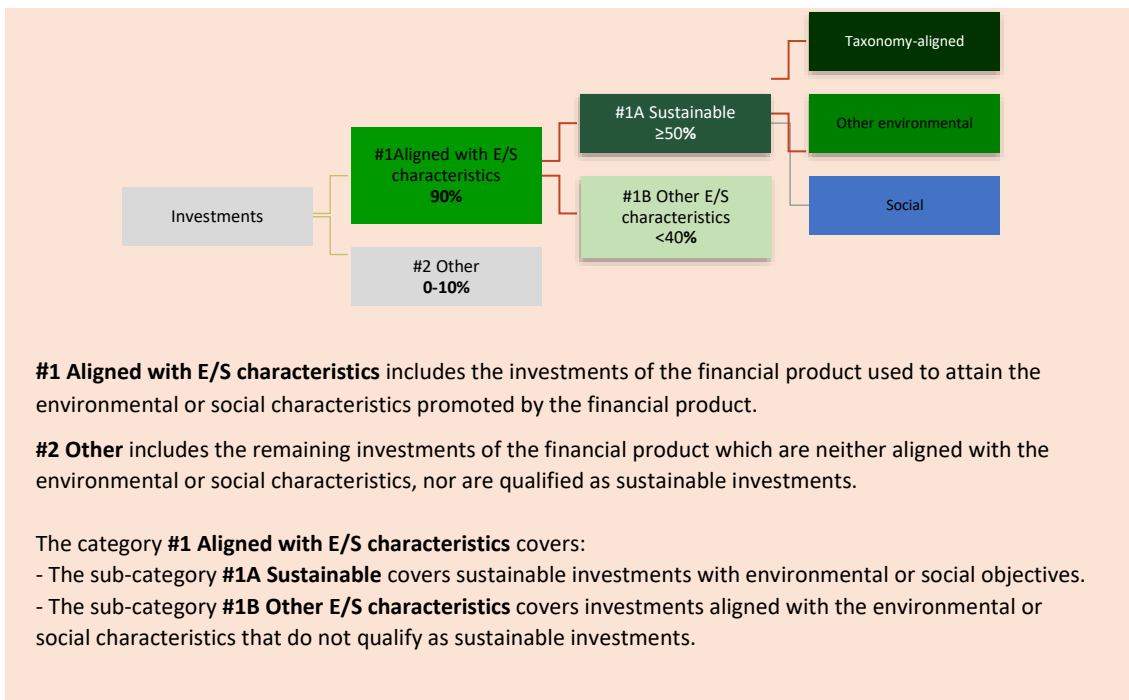 Taxonomy-aligned
#1A Sustainable
≥50%
Other environmental
#1Aligned with E/S
characteristics
90%
#1B Other E/S
characteristics
<40%
Social
Investments
#2 Other
0-10%
#1 Aligned with E/S characteristics includes the investments of the financial product used to attain the
environmental or social characteristics promoted by the financial product.
#2 Other includes the remaining investments of the financial product which are neither aligned with the
environmental or social characteristics, nor are qualified as sustainable investments.
The category #1 Aligned with E/S characteristics covers:
- The sub-category #1A Sustainable covers sustainable investments with environmental or social objectives.
- The sub-category #1B Other E/S characteristics covers investments aligned with the environmental or
social characteristics that do not qualify as sustainable investments.